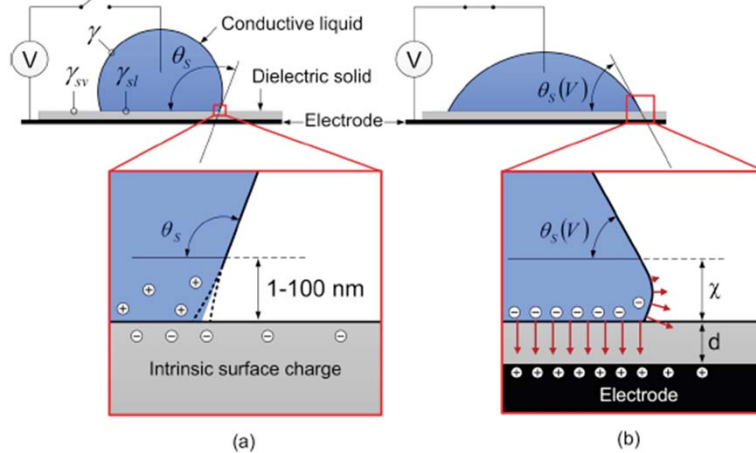 V
γ
γsv
γsl
Conductive liquid
θs
Dielectric solid
Electrode
V
θs(V)
θs
1-100 nm
Intrinsic surface charge
θs(V)
χ
d
Electrode
(a)
(b)